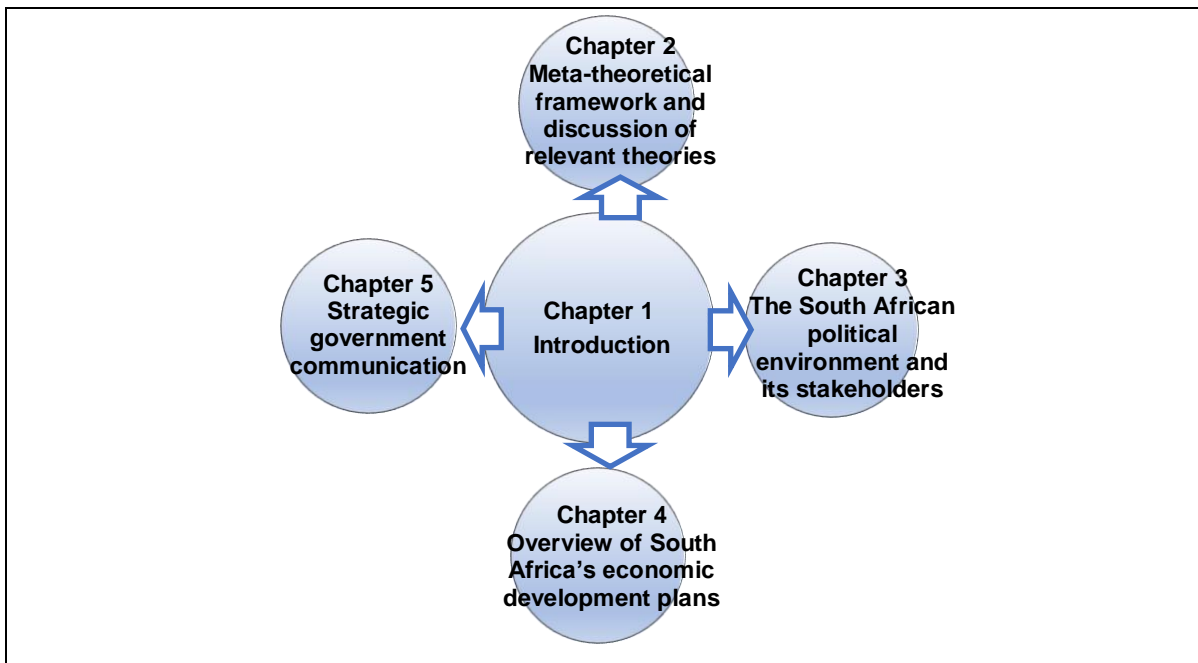 Chapter 2
Meta-theoretical
framework and
discussion of
relevant theories
Chapter 5
Strategic
government
communication
Chapter 1
Introduction
Chapter 3
The South African
political
environment and
its stakeholders
Chapter 4
Overview of South
Africa’s economic
development plans